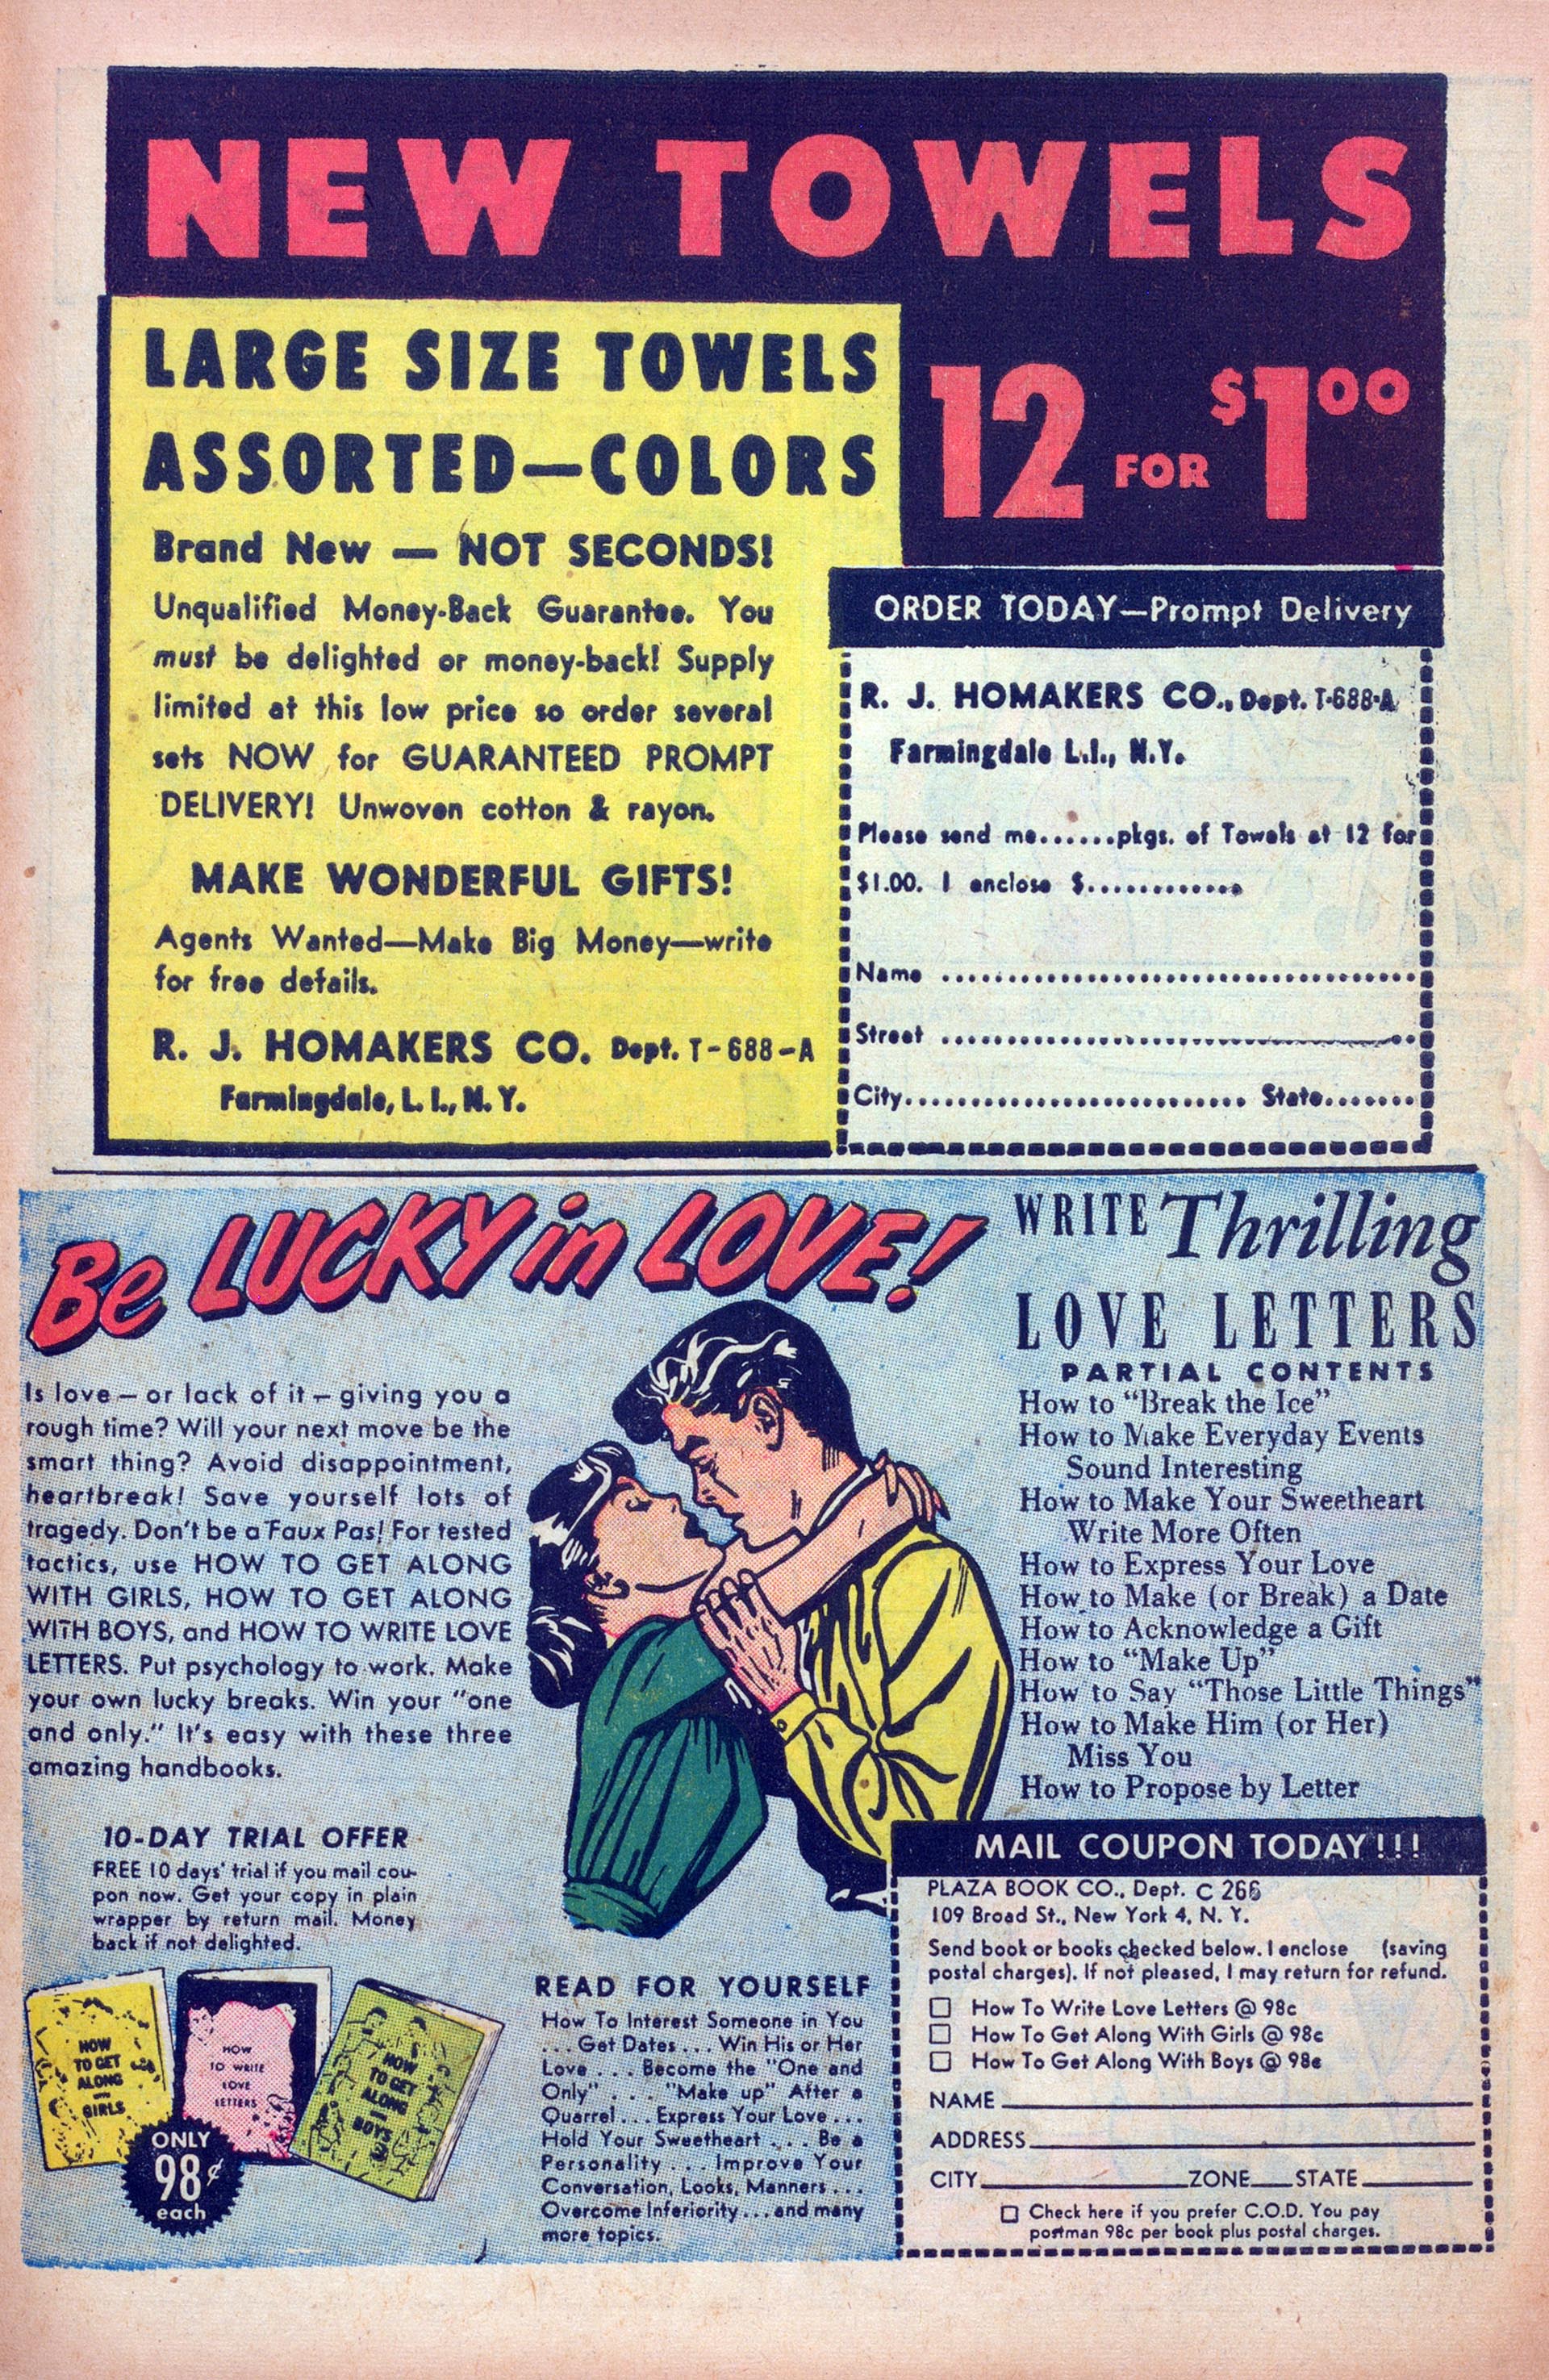 NEW TOWELS
LARGE SIZE TOWELS
ASSORTED—COLORS
12 FOR $1.00
Brand New — NOT SECONDS!
Unqualified Money-Back Guarantee. You
must be delighted or money-back! Supply
limited at this low price so order several
sets NOW for GUARANTEED PROMPT
DELIVERY! Unwoven cotton & rayon.
MAKE WONDERFUL GIFTS!
Agents Wanted—Make Big Money—write
for free details.
R. J. HOMAKERS CO. Dept. T-688-A
Farmingdale, L. I., N. Y.
ORDER TODAY—Prompt Delivery
R. J. HOMAKERS CO., Dept. T-688-A
Farmingdale L.I., N.Y.
Please send me.......pkgs. of Towels at 12 for
$1.00. I enclose $............
Name ....................................
Street ....................................
City.......................... State.......
Be LUCKY in LOVE!
Is love — or lack of it — giving you a
rough time? Will your next move be the
smart thing? Avoid disappointment,
heartbreak! Save yourself lots of
tragedy. Don't be a Faux Pas! For tested
tactics, use HOW TO GET ALONG
WITH GIRLS, HOW TO GET ALONG
WITH BOYS, and HOW TO WRITE LOVE
LETTERS. Put psychology to work. Make
your own lucky breaks. Win your "one
and only." It's easy with these three
amazing handbooks.
10-DAY TRIAL OFFER
FREE 10 days' trial if you mail cou-
pon now. Get your copy in plain
wrapper by return mail. Money
back if not delighted.
HOW
TO GET
ALONG
GIRLS
HOW
TO WRITE
LOVE
LETTERS
HOW
TO GET
ALONG
BOYS
ONLY
98¢
each
READ FOR YOURSELF
How To Interest Someone in You
... Get Dates ... Win His or Her
Love ... Become the "One and
Only" ... "Make up" After a
Quarrel ... Express Your Love ...
Hold Your Sweetheart ... Be a
Personality ... Improve Your
Conversation, Looks, Manners ...
Overcome Inferiority ... and many
more topics.
WRITE Thrilling
LOVE LETTERS
PARTIAL CONTENTS
How to "Break the Ice"
How to Make Everyday Events
Sound Interesting
How to Make Your Sweetheart
Write More Often
How to Express Your Love
How to Make (or Break) a Date
How to Acknowledge a Gift
How to "Make Up"
How to Say "Those Little Things"
How to Make Him (or Her)
Miss You
How to Propose by Letter
MAIL COUPON TODAY!!!
PLAZA BOOK CO., Dept. C 266
109 Broad St., New York 4, N. Y.
Send book or books checked below. I enclose (saving
postal charges). If not pleased, I may return for refund.
☐ How To Write Love Letters @ 98c
☐ How To Get Along With Girls @ 98c
☐ How To Get Along With Boys @ 98c
NAME
ADDRESS
CITY ZONE STATE
☐ Check here if you prefer C.O.D. You pay
postman 98c per book plus postal charges.